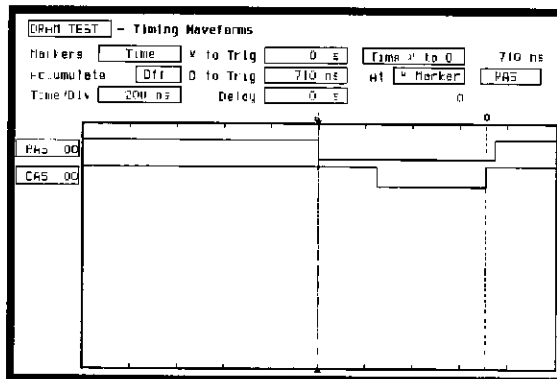 DRAM TEST - Timing Waveforms
Markers Time X to Trig 0 s Time X to O 710 ns
Accumulate Off O to Trig 710 ns At X Marker RAS
Time/Div 200 ns Delay 0 s 0
0
RAS 00
CAS 00